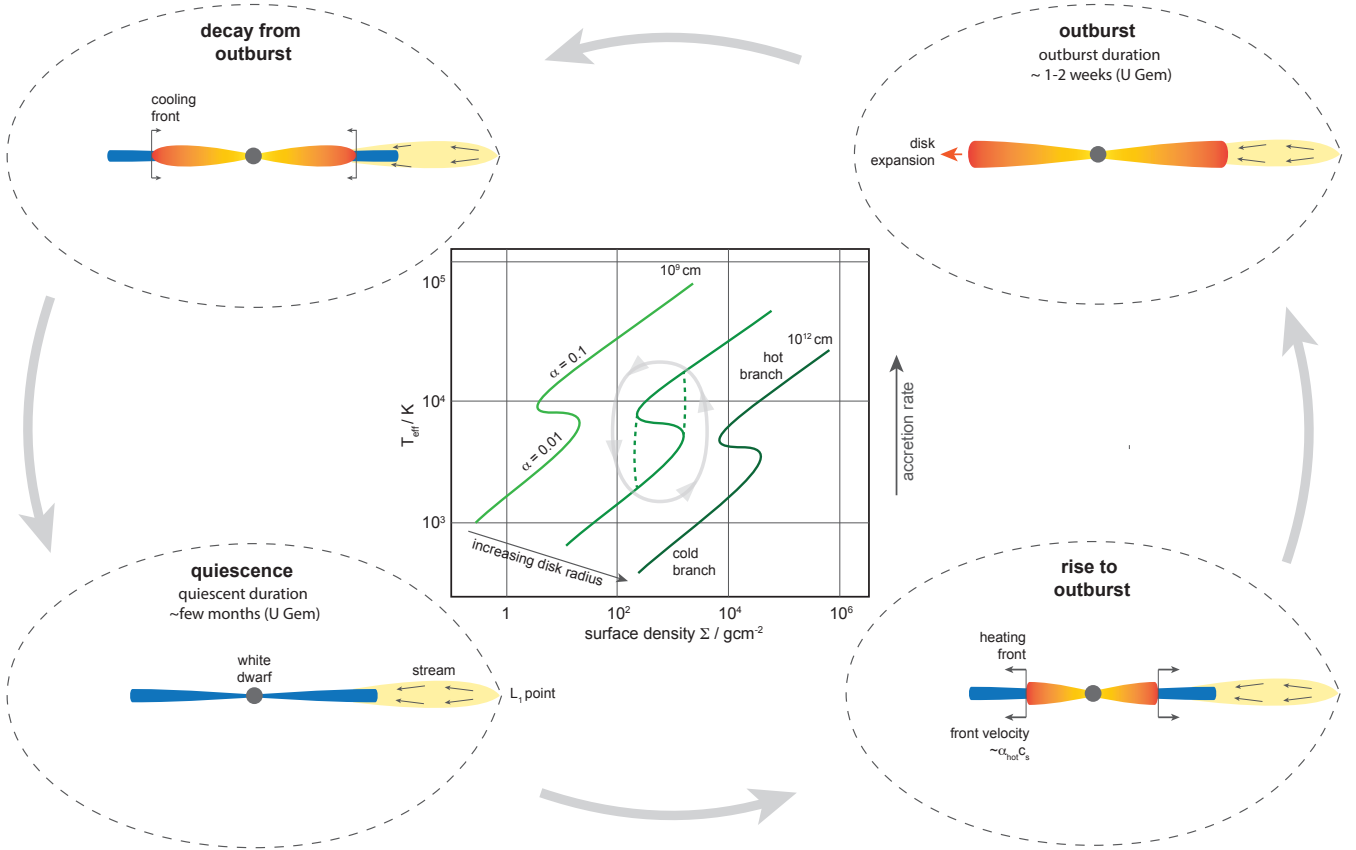 decay from
outburst
cooling
front
outburst
outburst duration
~ 1-2 weeks (U Gem)
disk
expansion
10⁵
10⁴
10³
T_eff / K
10⁹ cm
10¹² cm
α = 0.1
α = 0.01
hot
branch
cold
branch
increasing disk radius
1
10²
10⁴
10⁶
surface density Σ / gcm⁻²
accretion rate
quiescence
quiescent duration
~few months (U Gem)
white
dwarf
stream
L₁ point
rise to
outburst
heating
front
front velocity
~α_hot c_s